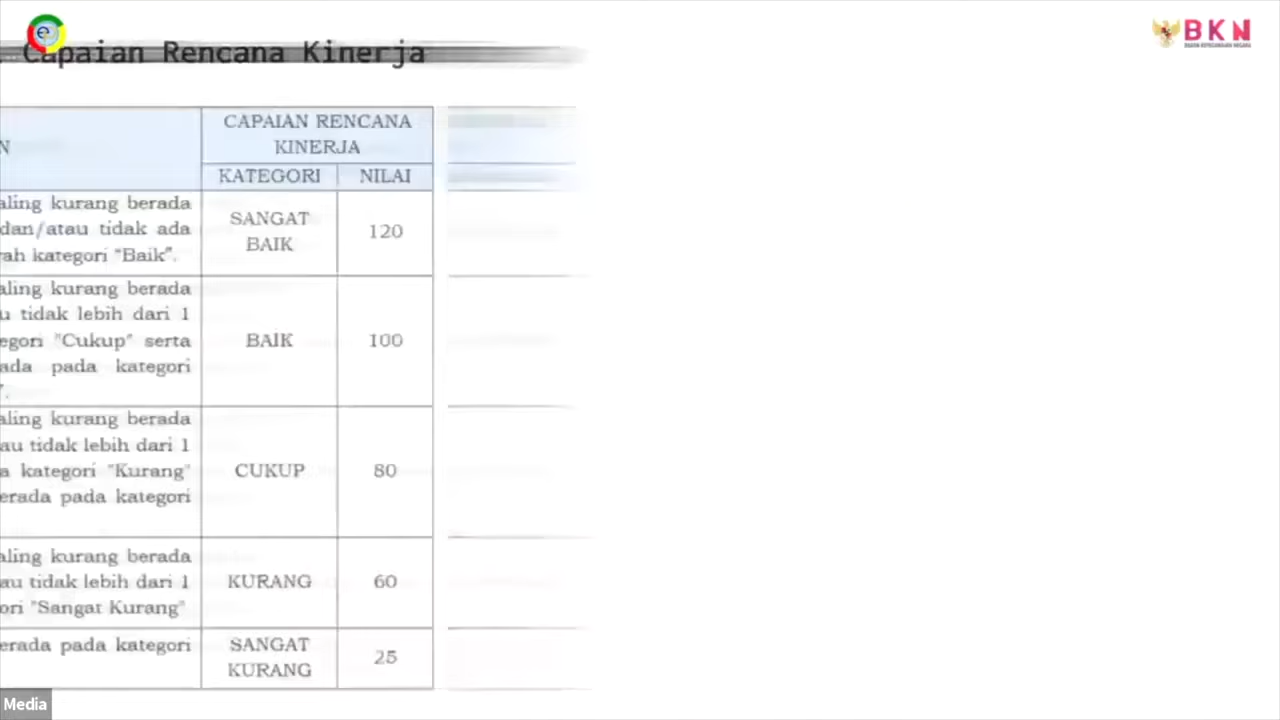 e
BKN
BADAN KEPEGAWAIAN NEGARA
Capaian Rencana Kinerja
N
CAPAIAN RENCANA
KINERJA
KATEGORI NILAI
aling kurang berada
dan/atau tidak ada
rah kategori "Baik".
SANGAT
BAIK
120
aling kurang berada
u tidak lebih dari 1
egori "Cukup" serta
ada pada kategori
".
BAIK
100
aling kurang berada
au tidak lebih dari 1
a kategori "Kurang"
erada pada kategori
CUKUP
80
aling kurang berada
au tidak lebih dari 1
ori "Sangat Kurang"
KURANG
60
erada pada kategori
SANGAT
KURANG
25
Media